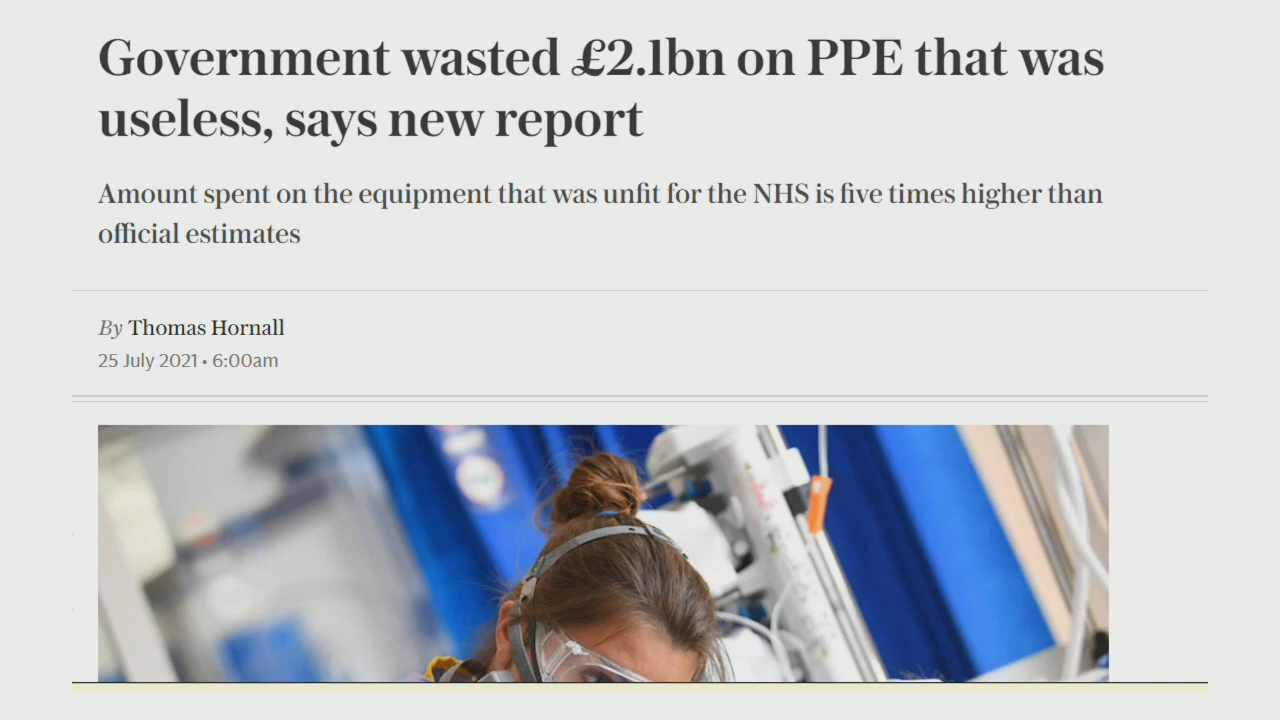 Government wasted £2.1bn on PPE that was
useless, says new report
Amount spent on the equipment that was unfit for the NHS is five times higher than
official estimates
By Thomas Hornall
25 July 2021 • 6:00am